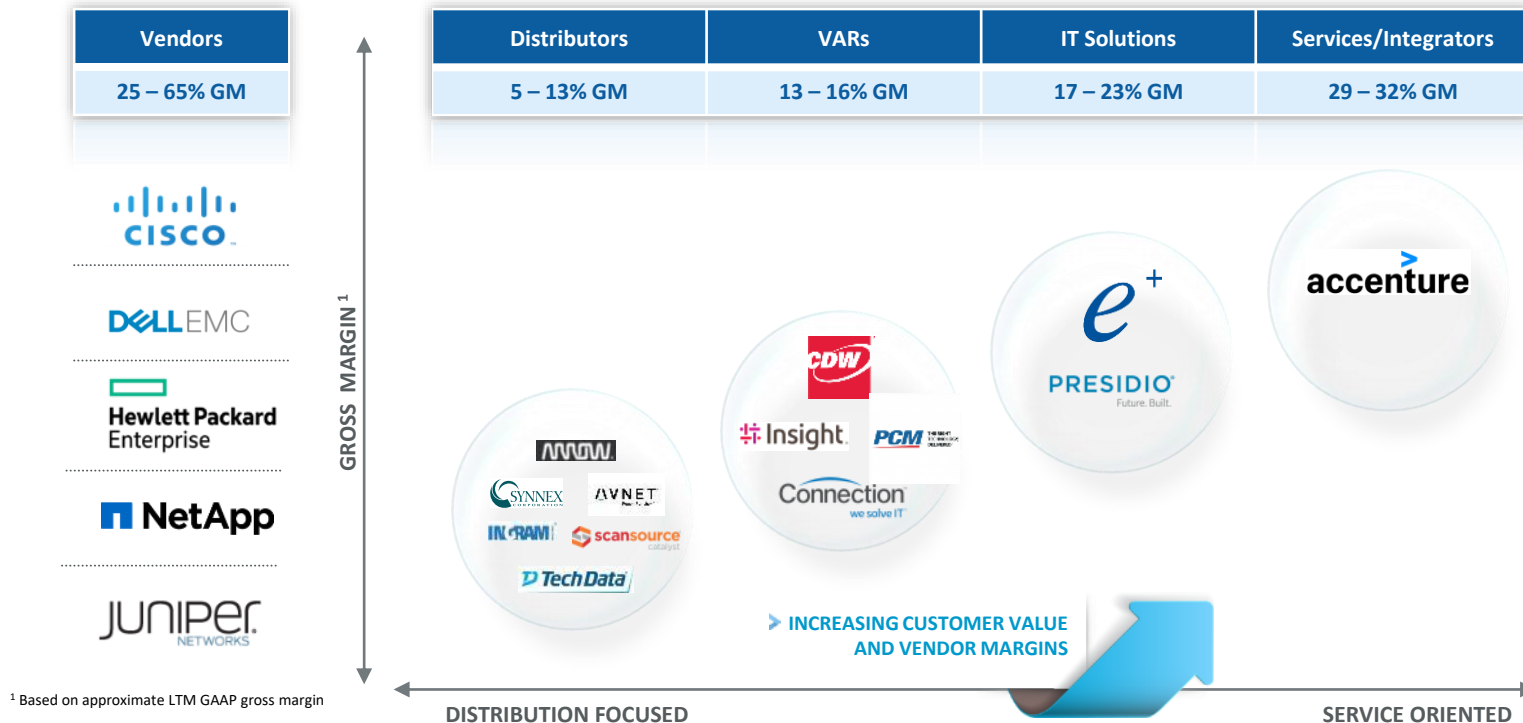 Vendors
25 – 65% GM
Distributors
VARs
IT Solutions
Services/Integrators
5 – 13% GM
13 – 16% GM
17 – 23% GM
29 – 32% GM
CISCO
DELLEMC
Hewlett Packard
Enterprise
NetApp
JUNIPER
NETWORKS
GROSS MARGIN 1
ARROW
SYNNEX
CORPORATION
AVNET
INGRAM
scansource
catalyst
Tech Data
CDW
Insight
PCM
Connection
we solve IT
e+
PRESIDIO
Future. Built.
accenture
> INCREASING CUSTOMER VALUE
AND VENDOR MARGINS
1 Based on approximate LTM GAAP gross margin
DISTRIBUTION FOCUSED
SERVICE ORIENTED